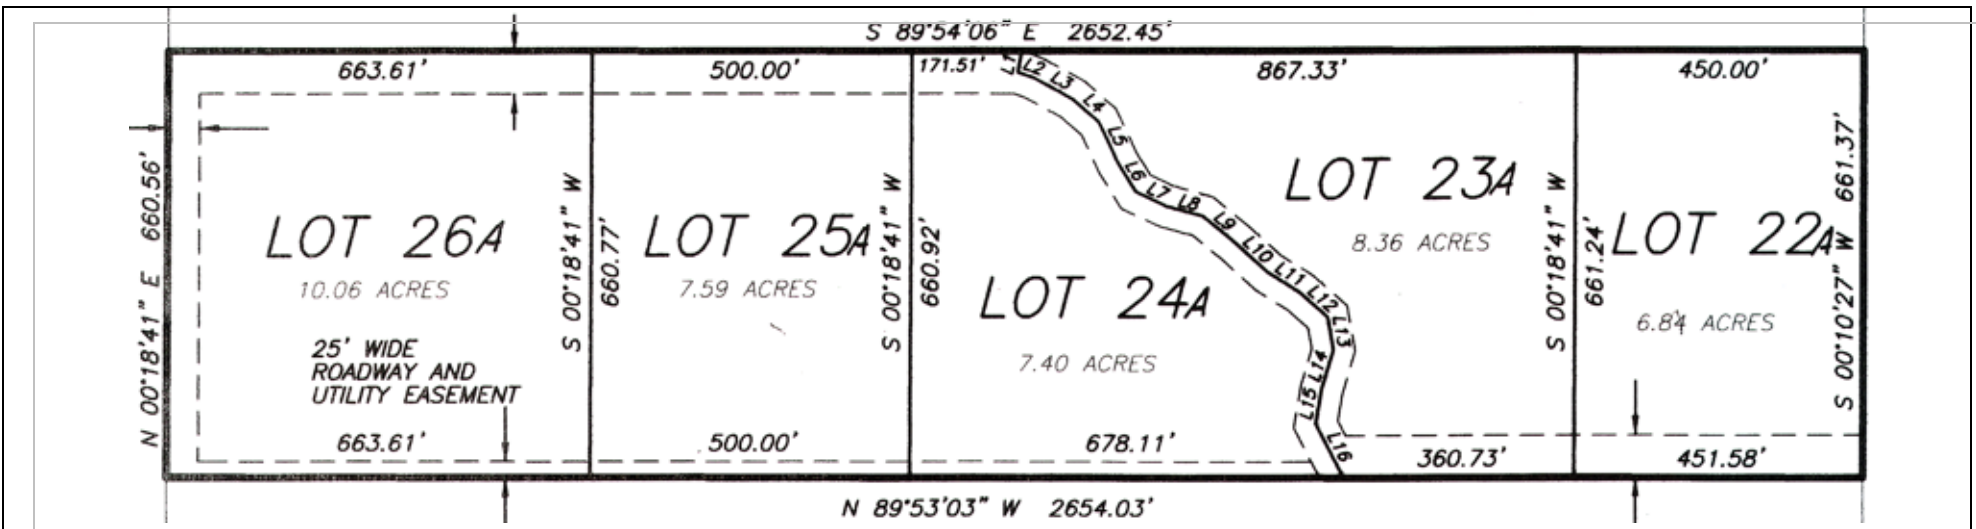 S 89°54'06" E 2652.45'
663.61'
500.00'
171.51'
867.33'
450.00'
L2
L3
L4
L5
L6
L7
L8
L9
L10
L11
L12
L13
L14
L15
L16
N 00°18'41" E 660.56'
LOT 26A
10.06 ACRES
25' WIDE
ROADWAY AND
UTILITY EASEMENT
663.61'
S 00°18'41" W
660.77'
LOT 25A
7.59 ACRES
500.00'
S 00°18'41" W
660.92'
LOT 24A
7.40 ACRES
678.11'
LOT 23A
8.36 ACRES
360.73'
S 00°18'41" W
661.24'
LOT 22A
6.84 ACRES
451.58'
S 00°10'27" W 661.37'
N 89°53'03" W 2654.03'